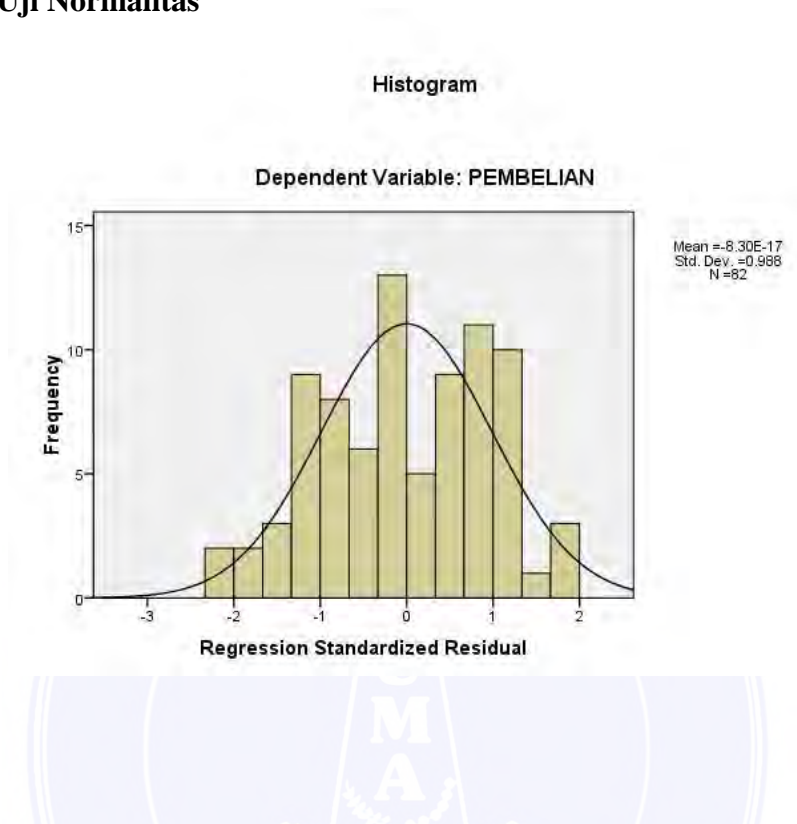 Uji Normalitas
Histogram
Dependent Variable: PEMBELIAN
Mean =-8.30E-17
Std. Dev. =0.988
N =82
Frequency
15
10
5
0
-3 -2 -1 0 1 2
Regression Standardized Residual
M
A